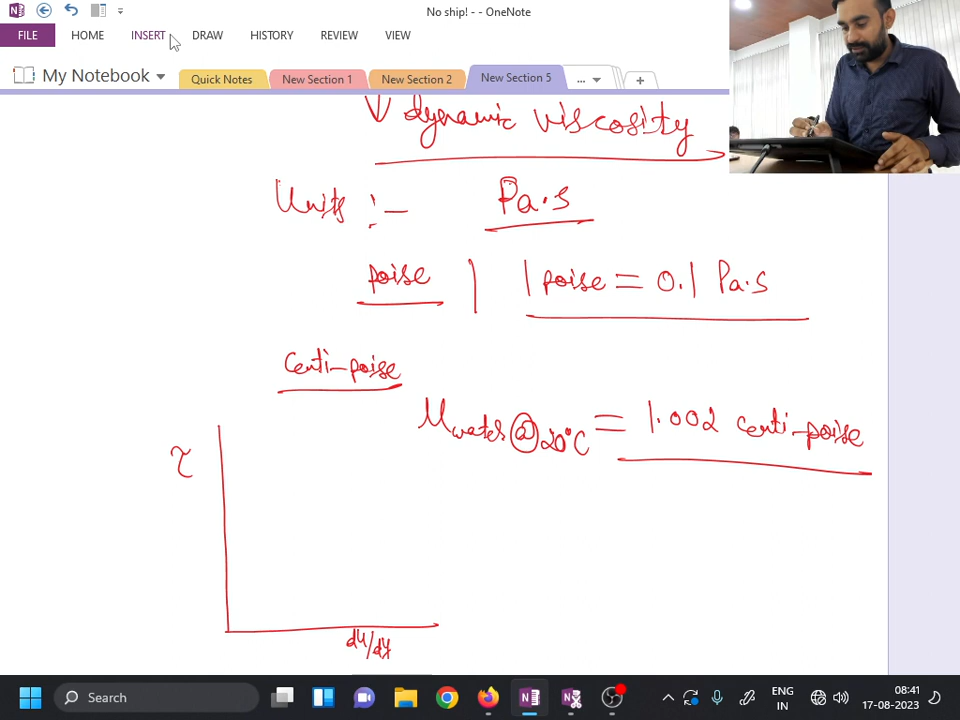 No ship! - - OneNote
FILE HOME INSERT DRAW HISTORY REVIEW VIEW
My Notebook Quick Notes New Section 1 New Section 2 New Section 5 ...
dynamic viscosity
Units :- Pa.s
poise | 1 poise = 0.1 Pa.s
Centi-poise
μwater@20°C = 1.002 centi-poise
τ
du/dy
Search
ENG
IN
08:41
17-08-2023